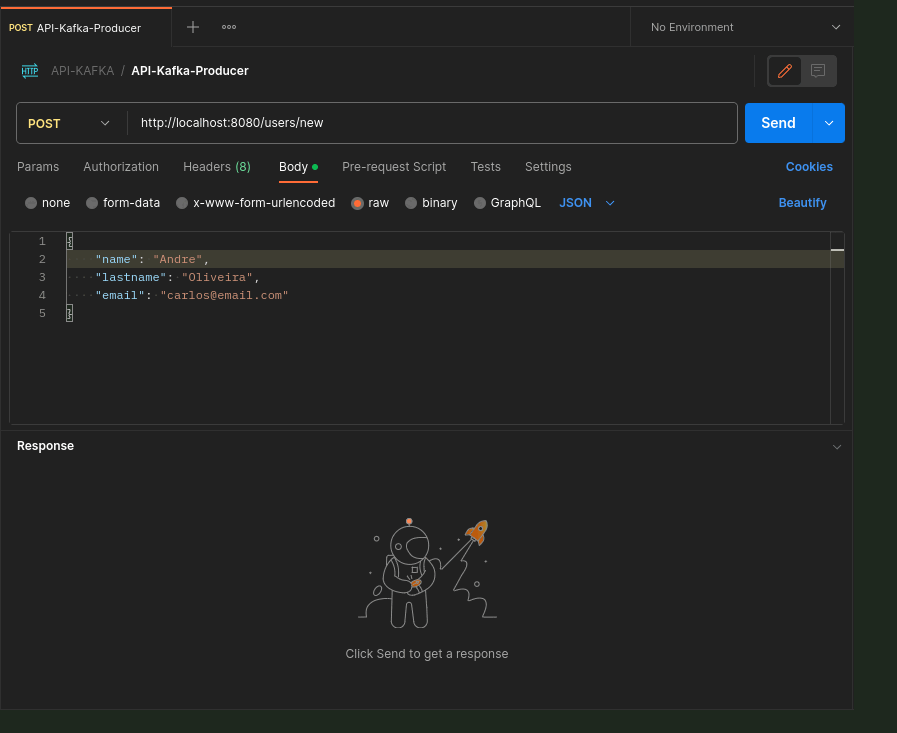 POST API-Kafka-Producer No Environment
HTTP API-KAFKA / API-Kafka-Producer
POST http://localhost:8080/users/new Send
Params Authorization Headers (8) Body Pre-request Script Tests Settings Cookies
none form-data x-www-form-urlencoded raw binary GraphQL JSON Beautify
1 {
2 "name": "Andre",
3 "lastname": "Oliveira",
4 "email": "carlos@email.com"
5 }
Response
Click Send to get a response